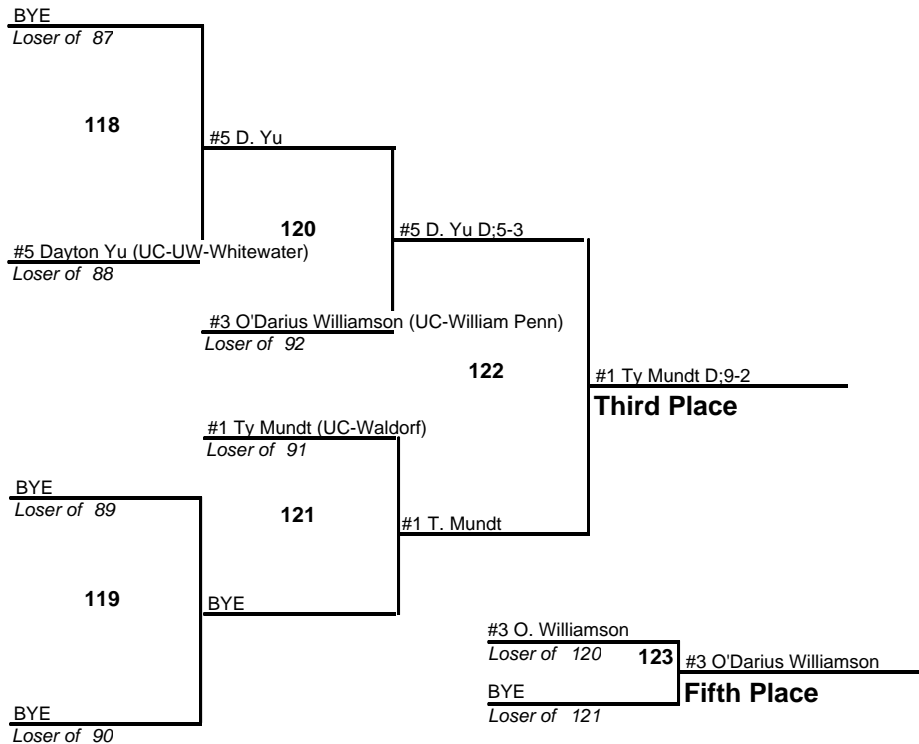 BYE
Loser of 87
118
#5 D. Yu
120
#5 D. Yu D;5-3
#5 Dayton Yu (UC-UW-Whitewater)
Loser of 88
#3 O'Darius Williamson (UC-William Penn)
Loser of 92
122
#1 Ty Mundt D;9-2
Third Place
#1 Ty Mundt (UC-Waldorf)
Loser of 91
BYE
Loser of 89
121
#1 T. Mundt
119
BYE
#3 O. Williamson
Loser of 120
123
#3 O'Darius Williamson
Fifth Place
BYE
Loser of 121
BYE
Loser of 90